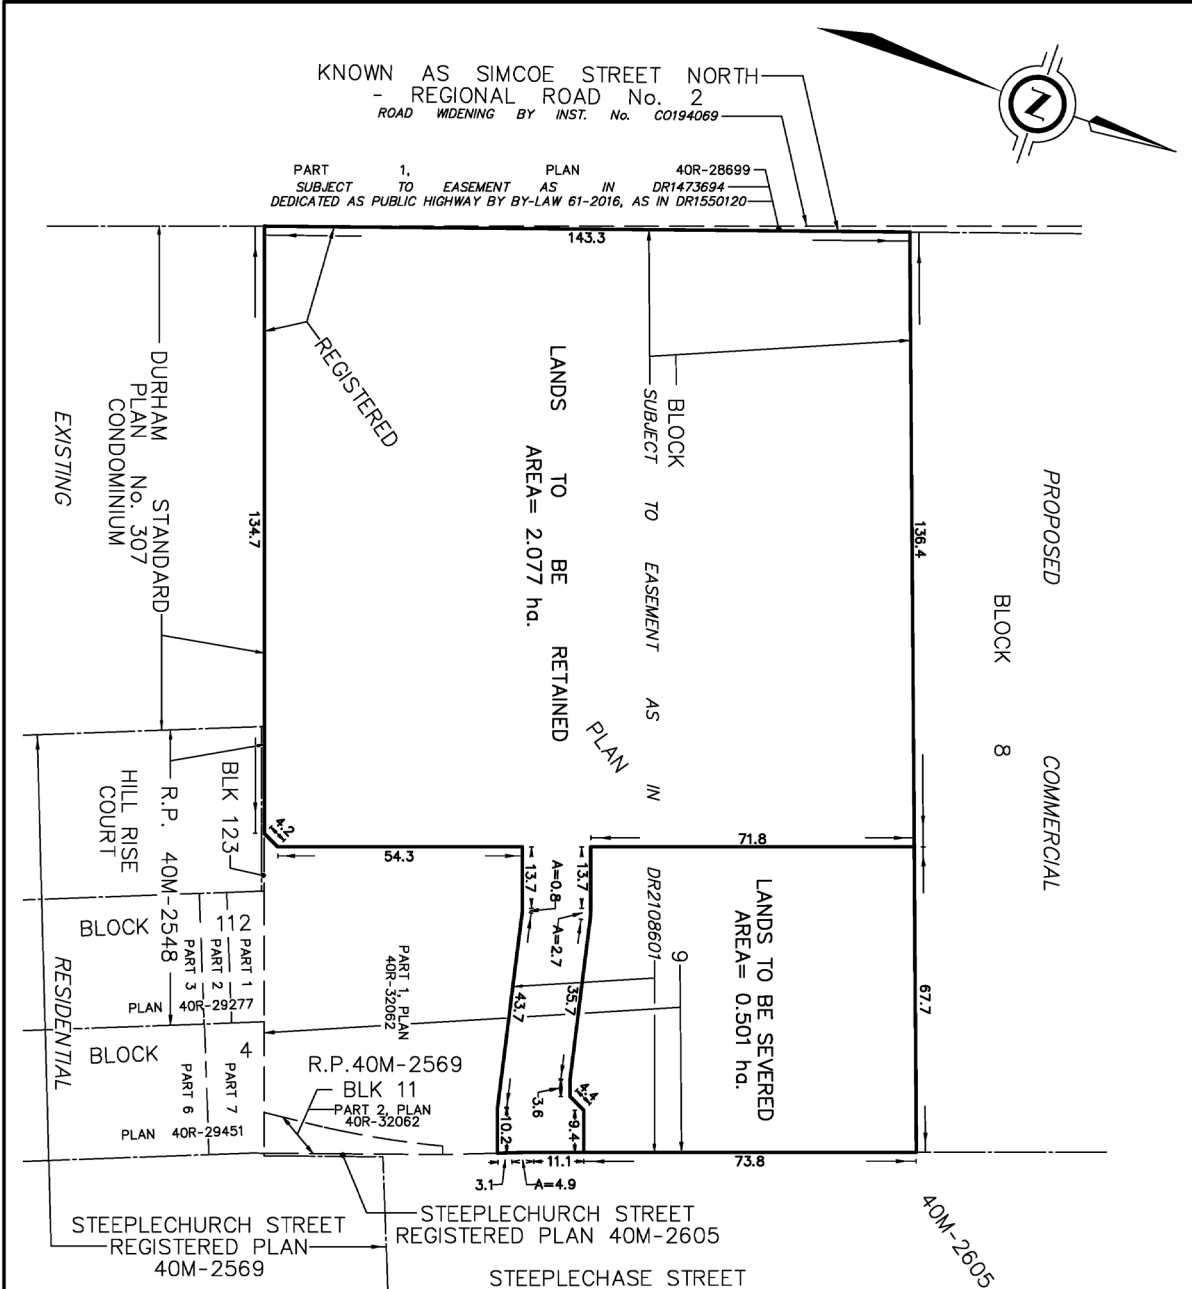 KNOWN AS SIMCOE STREET NORTH
- REGIONAL ROAD No. 2
ROAD WIDENING BY INST. No. CO194069
N
PART 1, PLAN 40R-28699
SUBJECT TO EASEMENT AS IN DR1473694
DEDICATED AS PUBLIC HIGHWAY BY BY-LAW 61-2016, AS IN DR1550120
143.3
REGISTERED
BLOCK
SUBJECT TO EASEMENT AS IN
DR2108601
LANDS TO BE RETAINED
AREA= 2.077 ha.
PLAN
DURHAM STANDARD
PLAN No. 307
CONDOMINIUM
EXISTING
RESIDENTIAL
134.7
136.4
PROPOSED COMMERCIAL
BLOCK 8
BLK 123
R.P. 40M-2548
HILL RISE
COURT
4.2
54.3
71.8
13.7
A=0.8
A=2.7
13.7
9
LANDS TO BE SEVERED
AREA= 0.501 ha.
67.7
BLOCK 112
PART 1
PART 2
PART 3
PLAN 40R-29277
PART 1, PLAN
40R-32062
43.7
35.7
BLOCK 4
PART 7
PART 6
PLAN 40R-29451
R.P.40M-2569
BLK 11
PART 2, PLAN
40R-32062
3.6
4.4
10.2
9.4
3.1
A=4.9
11.1
73.8
STEEPLECHURCH STREET
REGISTERED PLAN
40M-2569
STEEPLECHURCH STREET
REGISTERED PLAN 40M-2605
40M-2605
STEEPLECHASE STREET